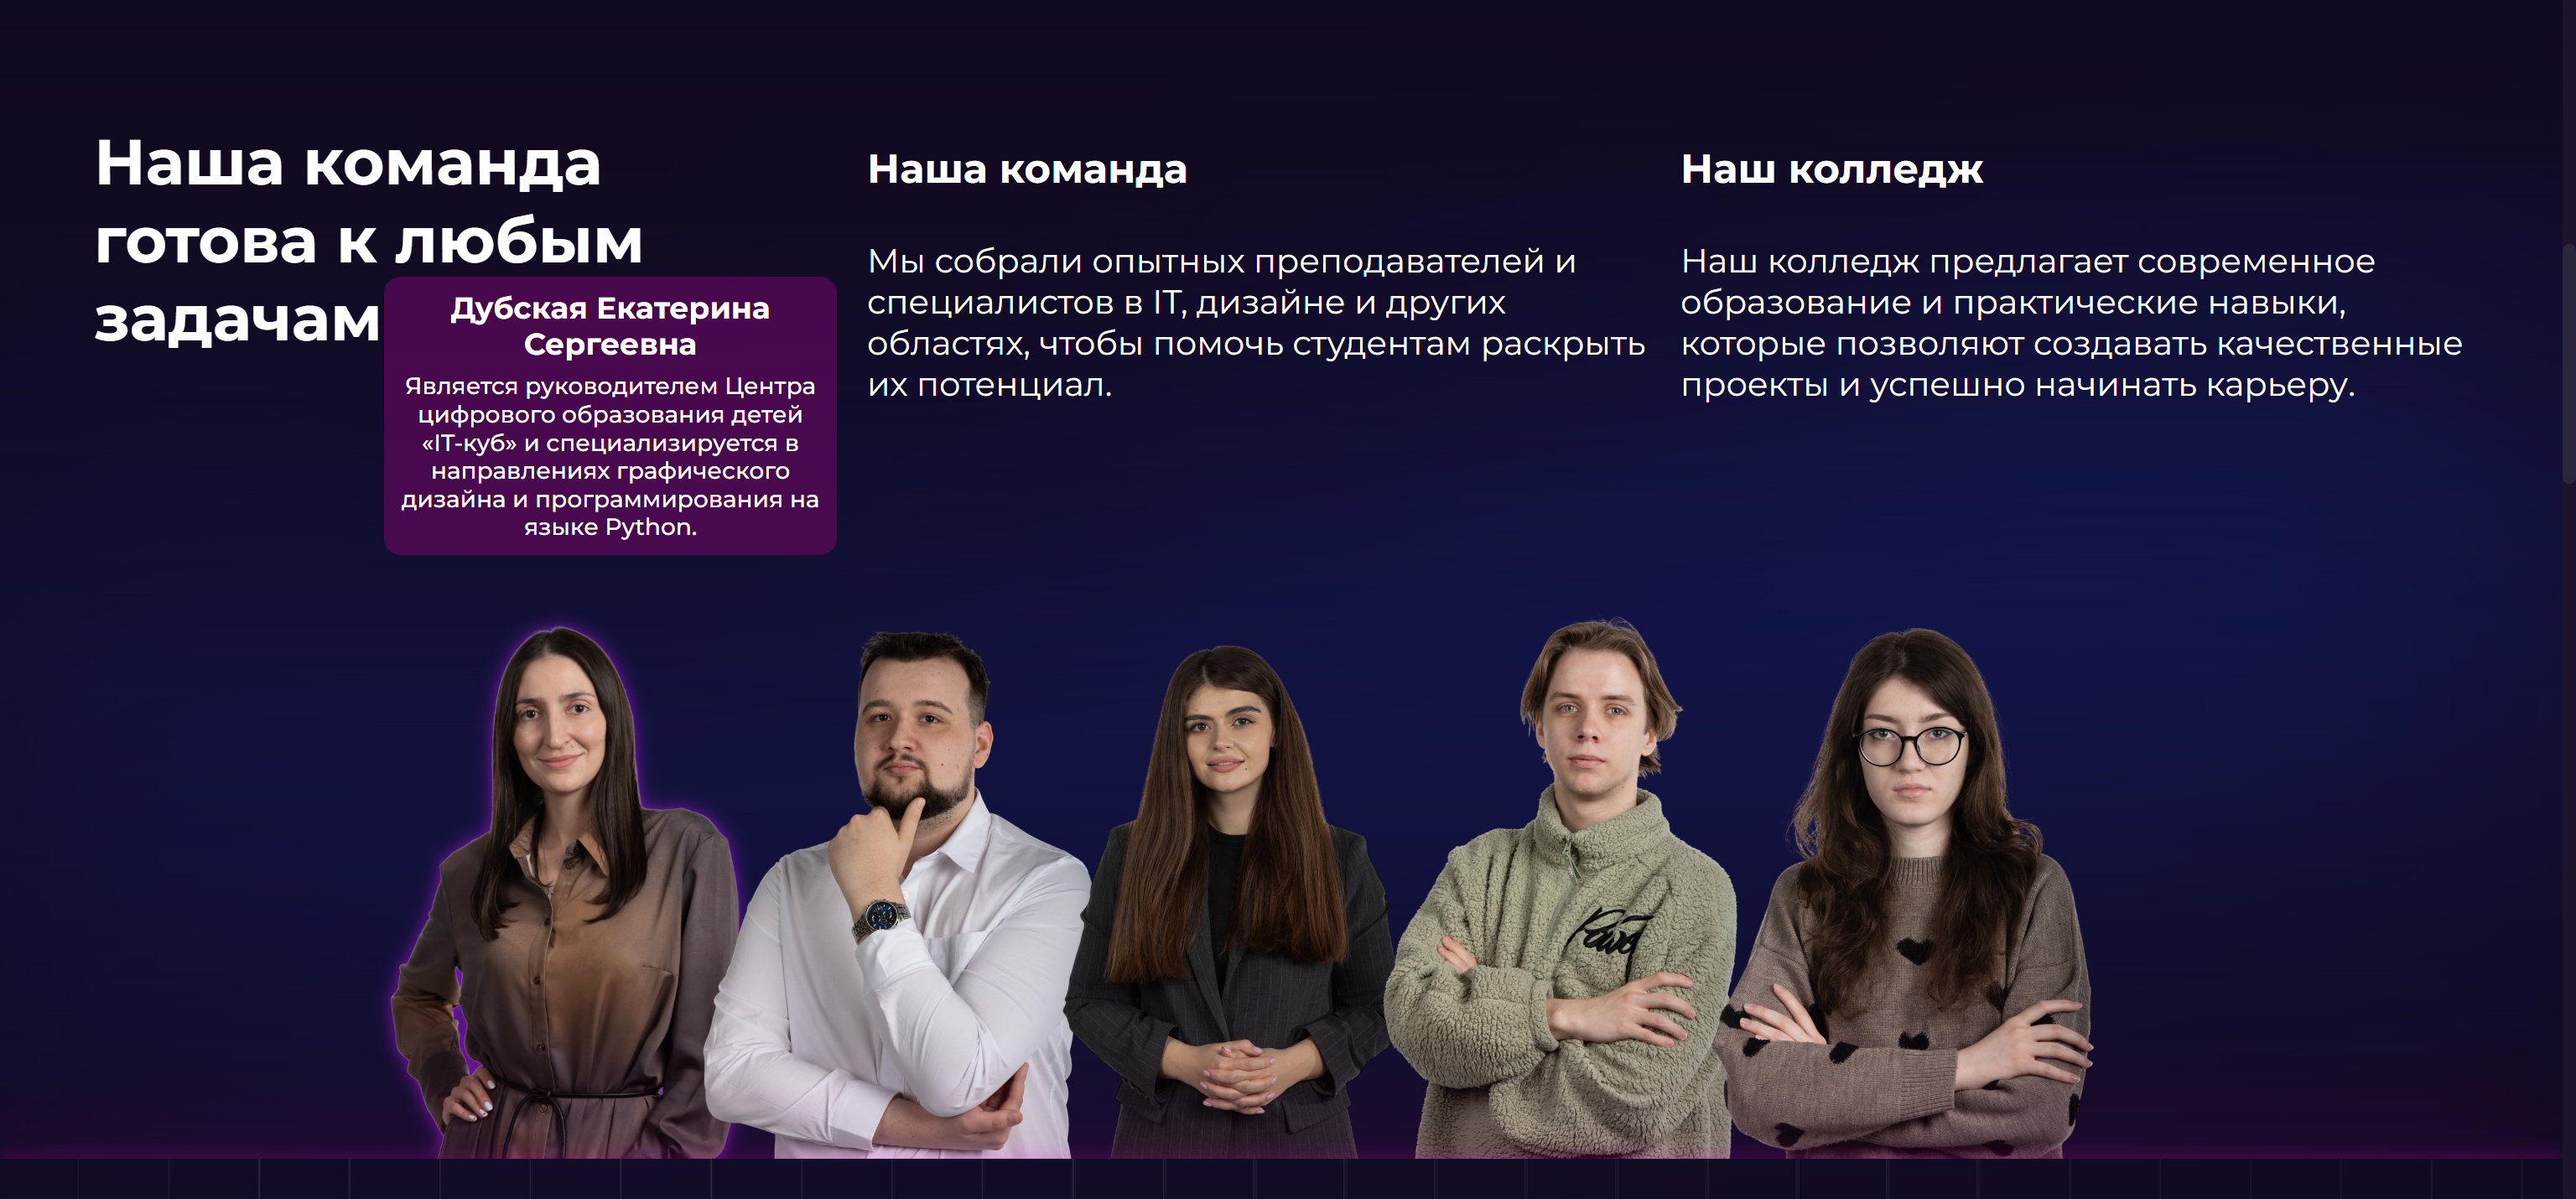 Наша команда
готова к любым
задачам
Дубская Екатерина
Сергеевна
Является руководителем Центра
цифрового образования детей
«IT-куб» и специализируется в
направлениях графического
дизайна и программирования на
языке Python.
Наша команда
Мы собрали опытных преподавателей и
специалистов в IT, дизайне и других
областях, чтобы помочь студентам раскрыть
их потенциал.
Наш колледж
Наш колледж предлагает современное
образование и практические навыки,
которые позволяют создавать качественные
проекты и успешно начинать карьеру.